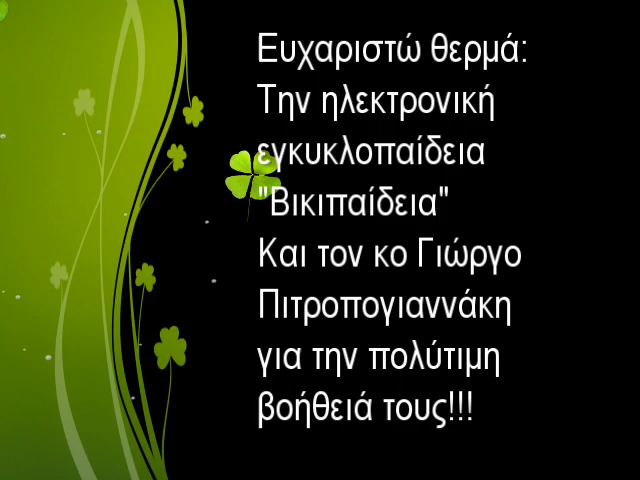 Ευχαριστώ θερμά:
Την ηλεκτρονική
εγκυκλοπαίδεια
"Βικιπαίδεια"
Και τον κο Γιώργο
Πιτροπογιαννάκη
για την πολύτιμη
βοήθειά τους!!!